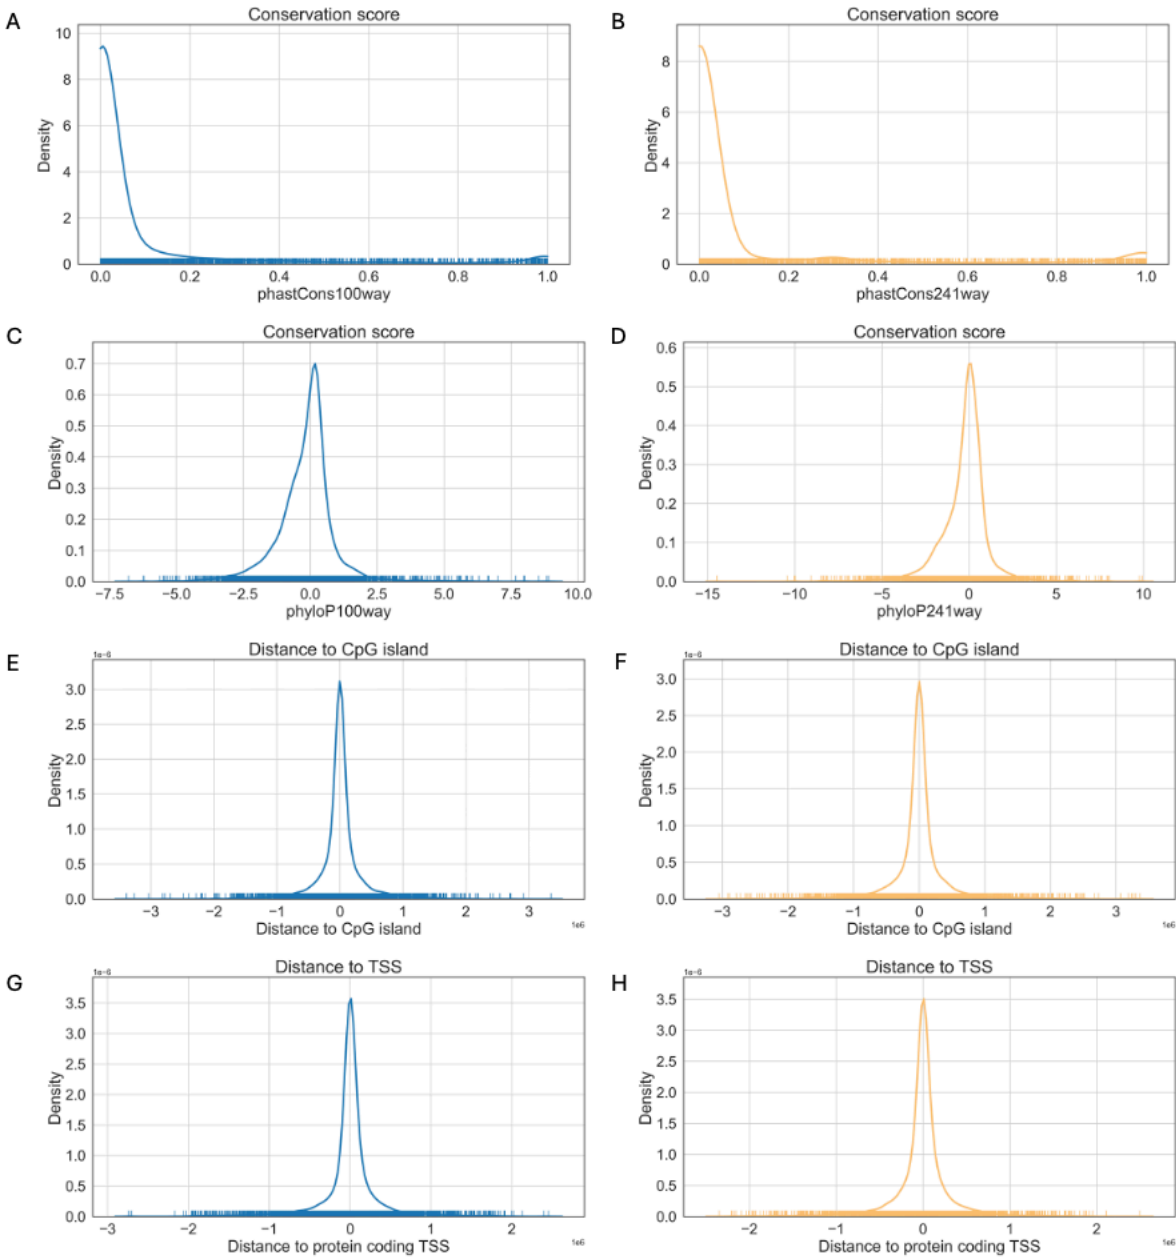 A
Conservation score
Density
10
8
6
4
2
0
0.0 0.2 0.4 0.6 0.8 1.0
phastCons100way
B
Conservation score
Density
8
6
4
2
0
0.0 0.2 0.4 0.6 0.8 1.0
phastCons241way
C
Conservation score
Density
0.7
0.6
0.5
0.4
0.3
0.2
0.1
0.0
−7.5 −5.0 −2.5 0.0 2.5 5.0 7.5 10.0
phyloP100way
D
Conservation score
Density
0.6
0.5
0.4
0.3
0.2
0.1
0.0
−15 −10 −5 0 5 10
phyloP241way
E
Distance to CpG island
1e−6
Density
3.0
2.5
2.0
1.5
1.0
0.5
0.0
−3 −2 −1 0 1 2 3
Distance to CpG island
1e6
F
Distance to CpG island
1e−6
Density
3.0
2.5
2.0
1.5
1.0
0.5
0.0
−3 −2 −1 0 1 2 3
Distance to CpG island
1e6
G
Distance to TSS
1e−6
Density
3.5
3.0
2.5
2.0
1.5
1.0
0.5
0.0
−3 −2 −1 0 1 2
Distance to protein coding TSS
1e6
H
Distance to TSS
1e−6
Density
3.5
3.0
2.5
2.0
1.5
1.0
0.5
0.0
−2 −1 0 1 2
Distance to protein coding TSS
1e6